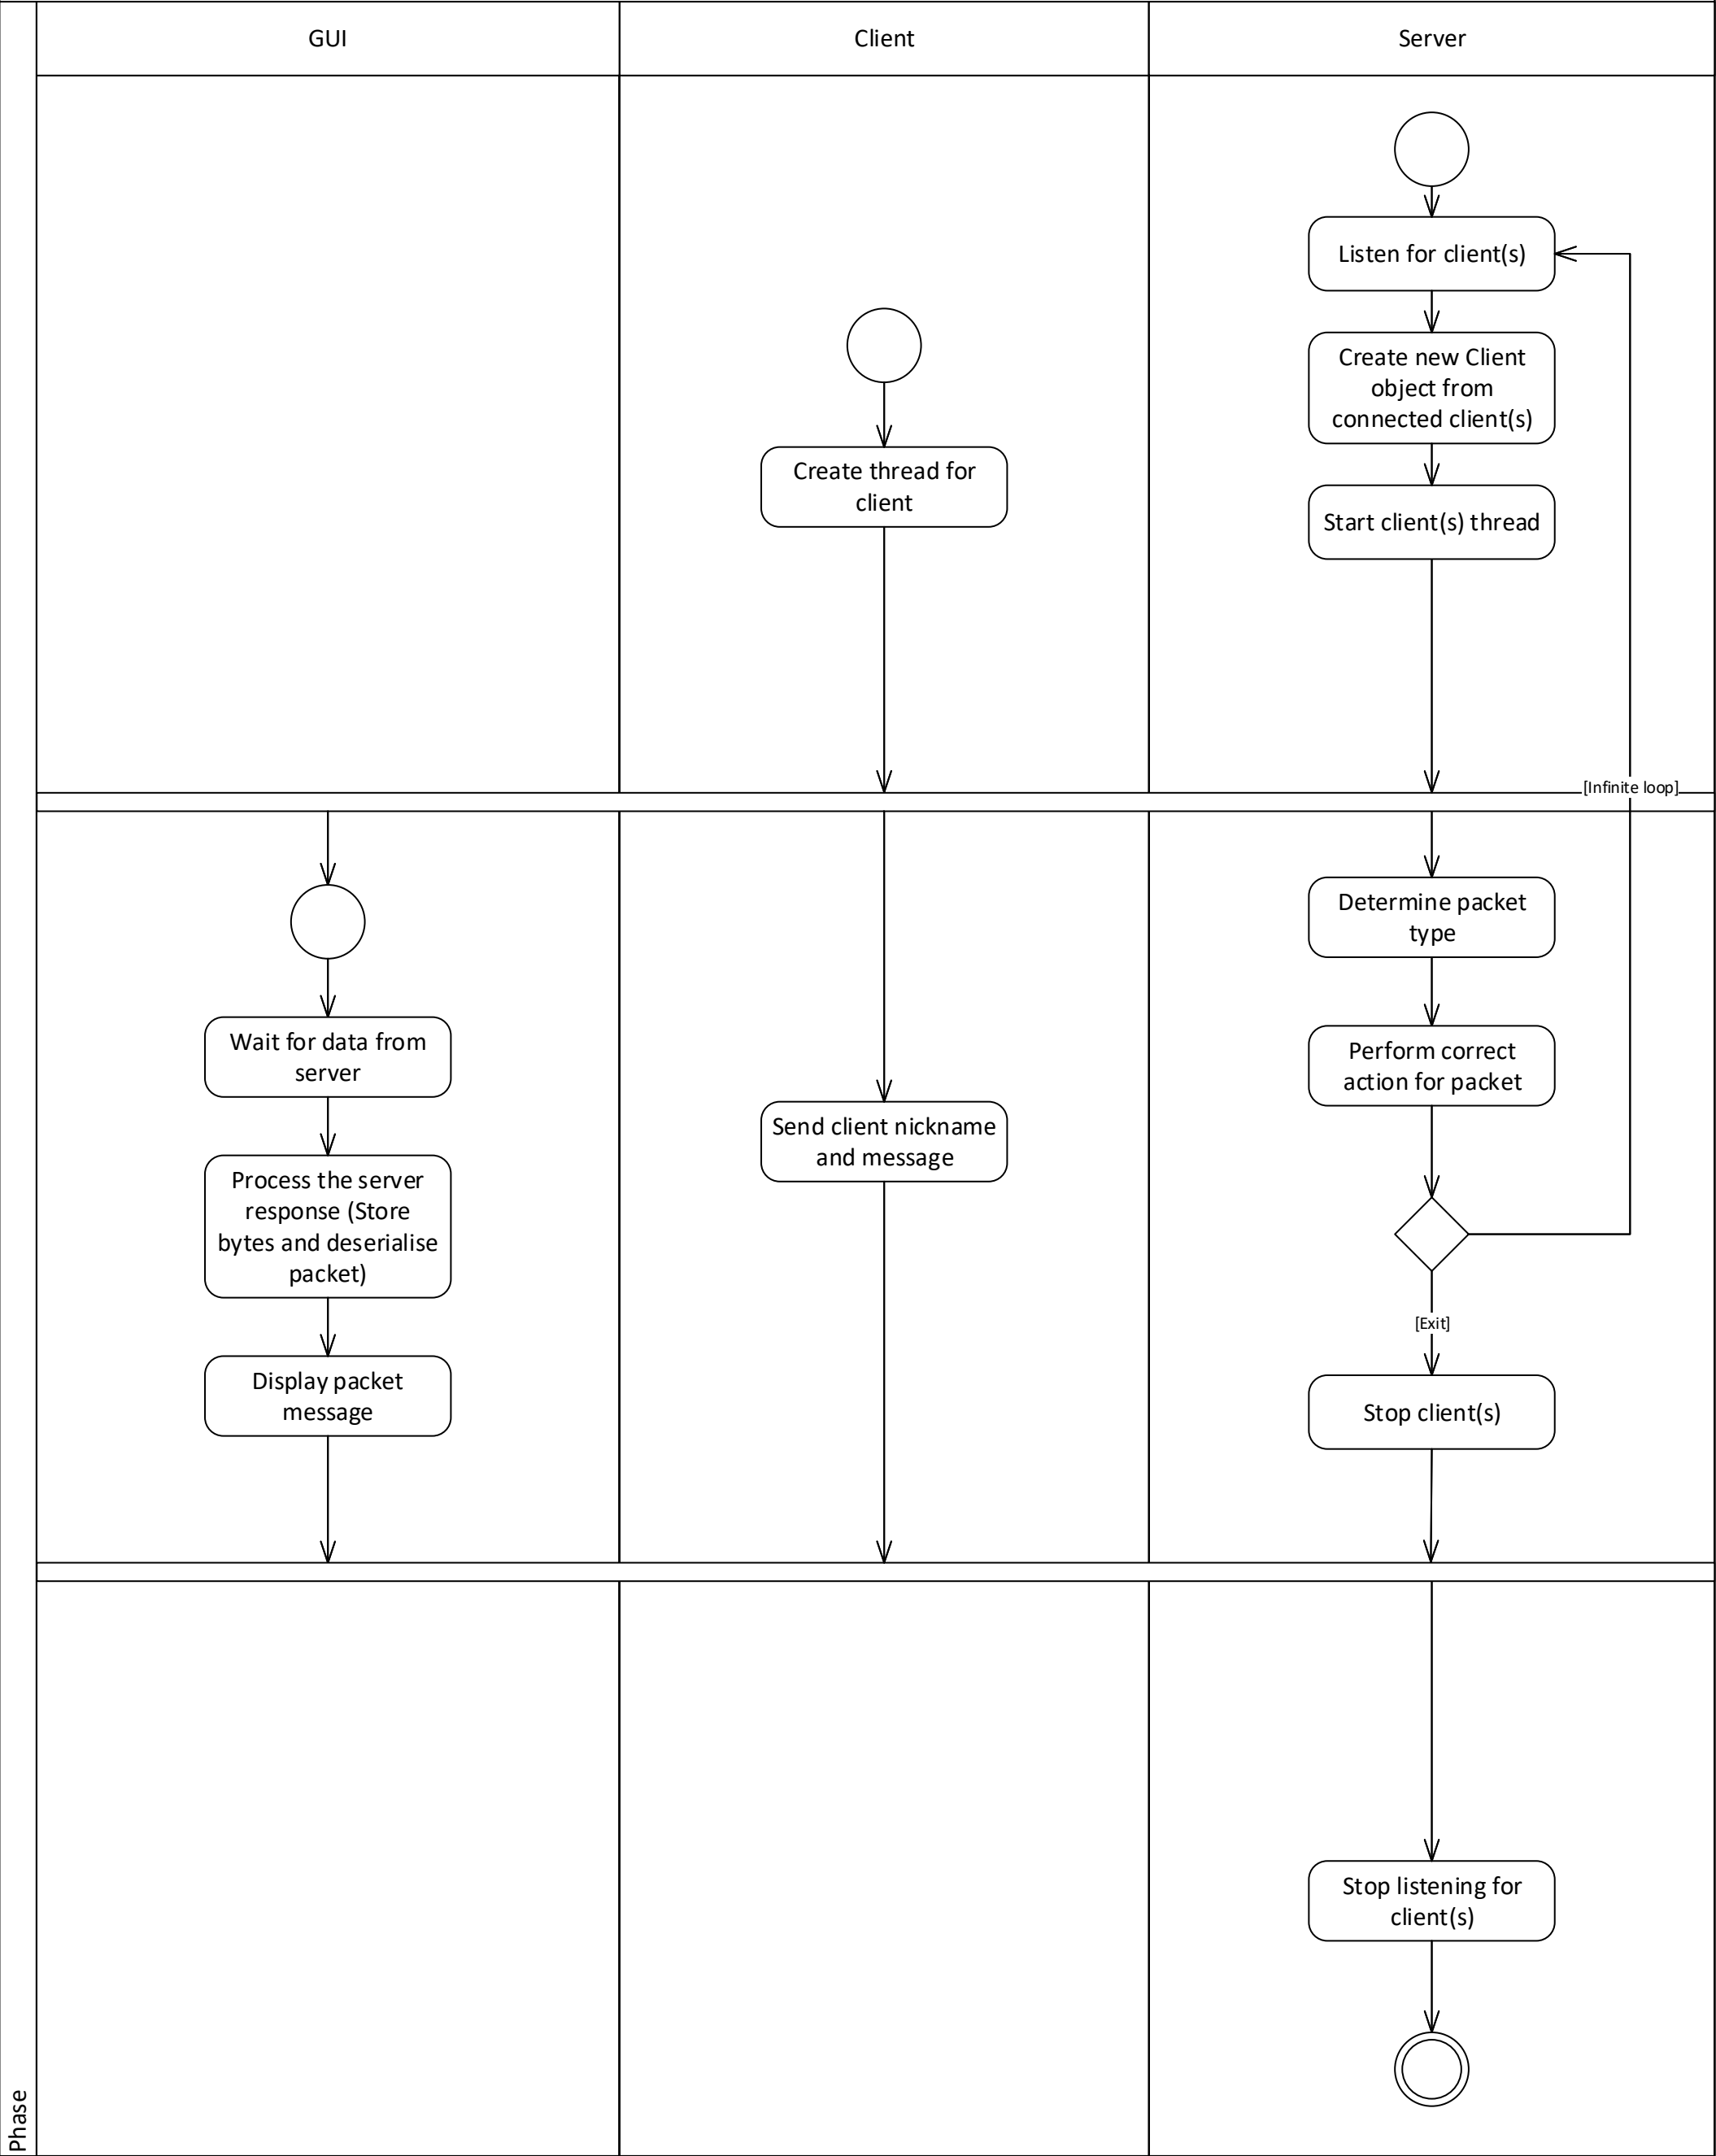 GUI
Client
Server
Listen for client(s)
Create new Client
object from
connected client(s)
Create thread for
client
Start client(s) thread
[Infinite loop]
Determine packet
type
Wait for data from
server
Perform correct
action for packet
Send client nickname
and message
Process the server
response (Store
bytes and deserialise
packet)
[Exit]
Display packet
message
Stop client(s)
Stop listening for
client(s)
Phase